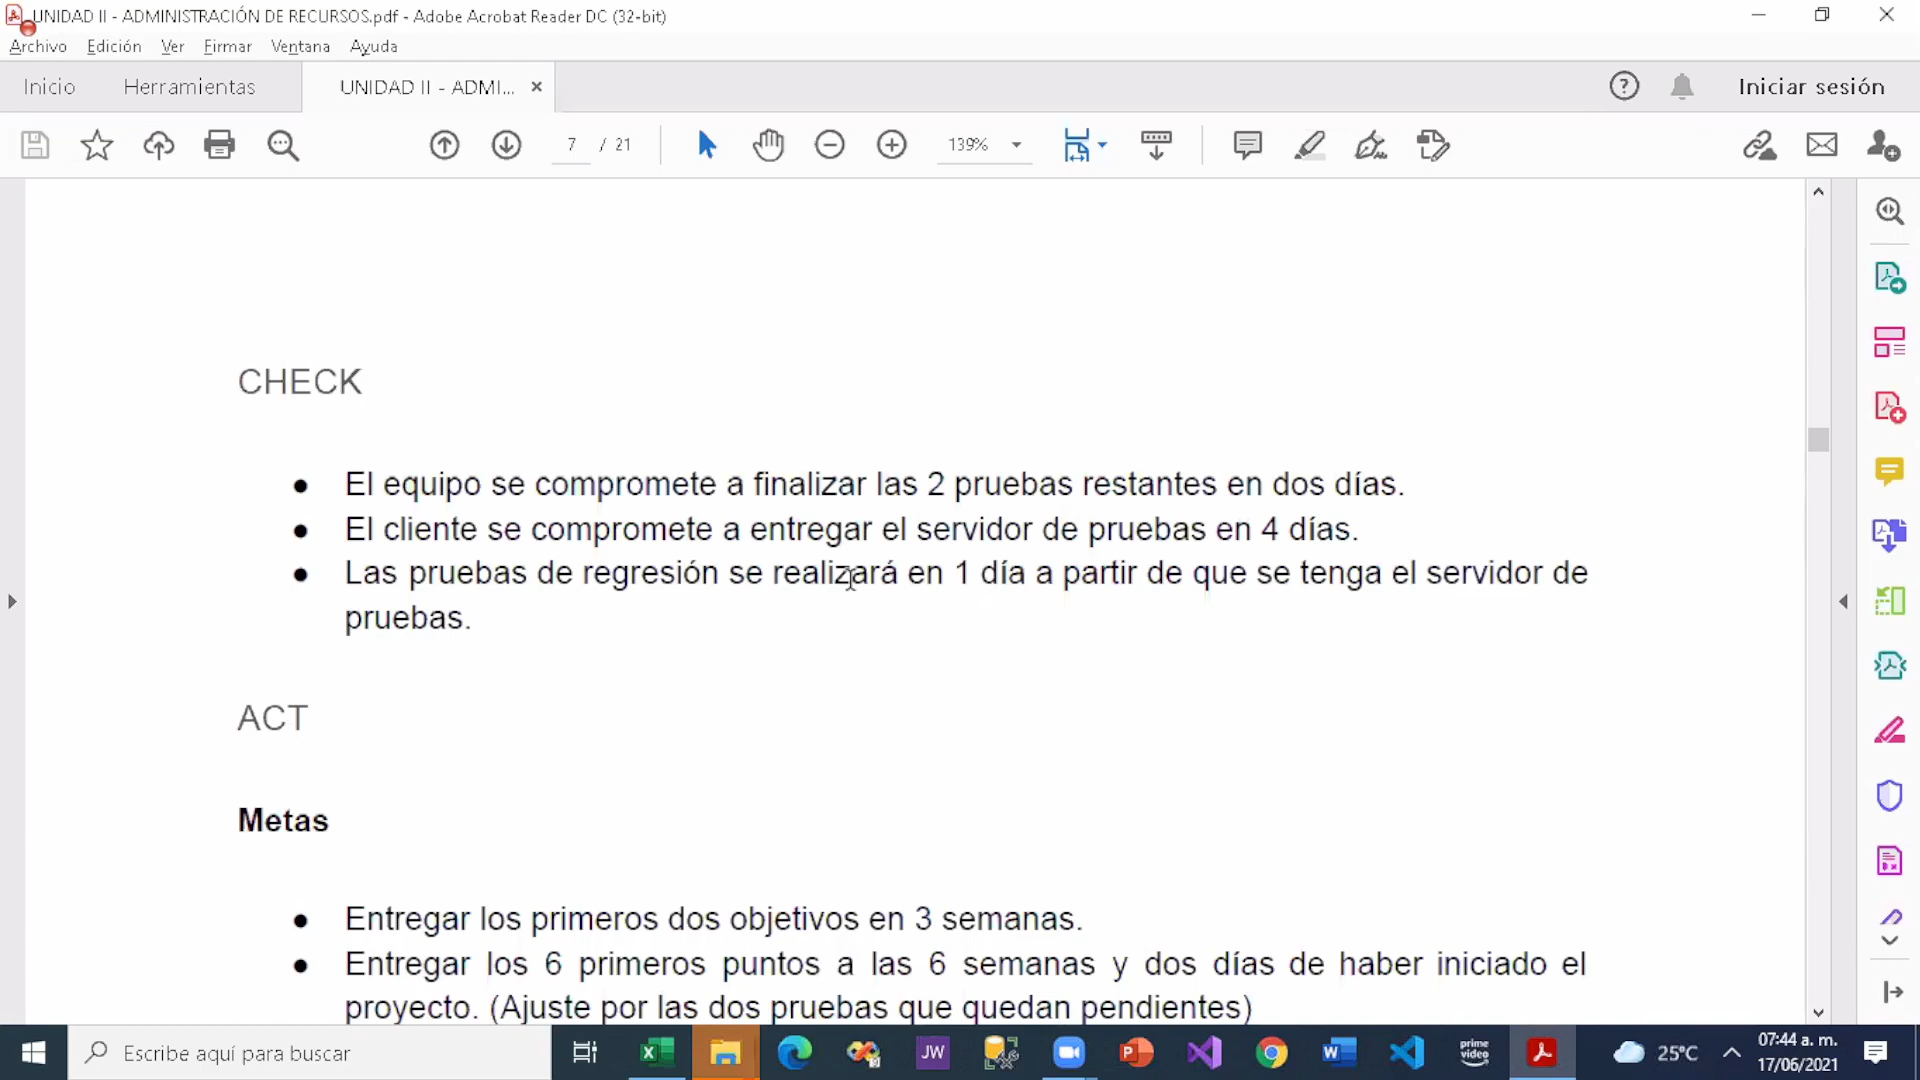 UNIDAD II - ADMINISTRACIÓN DE RECURSOS.pdf - Adobe Acrobat Reader DC (32-bit)
Archivo Edición Ver Firmar Ventana Ayuda
Inicio Herramientas UNIDAD II - ADMI... × Iniciar sesión
7 / 21 139%
CHECK
● El equipo se compromete a finalizar las 2 pruebas restantes en dos días.
● El cliente se compromete a entregar el servidor de pruebas en 4 días.
● Las pruebas de regresión se realizará en 1 día a partir de que se tenga el servidor de
pruebas.
ACT
Metas
● Entregar los primeros dos objetivos en 3 semanas.
● Entregar los 6 primeros puntos a las 6 semanas y dos días de haber iniciado el
proyecto. (Ajuste por las dos pruebas que quedan pendientes)
Escribe aquí para buscar JW prime video 25°C 07:44 a. m.
17/06/2021